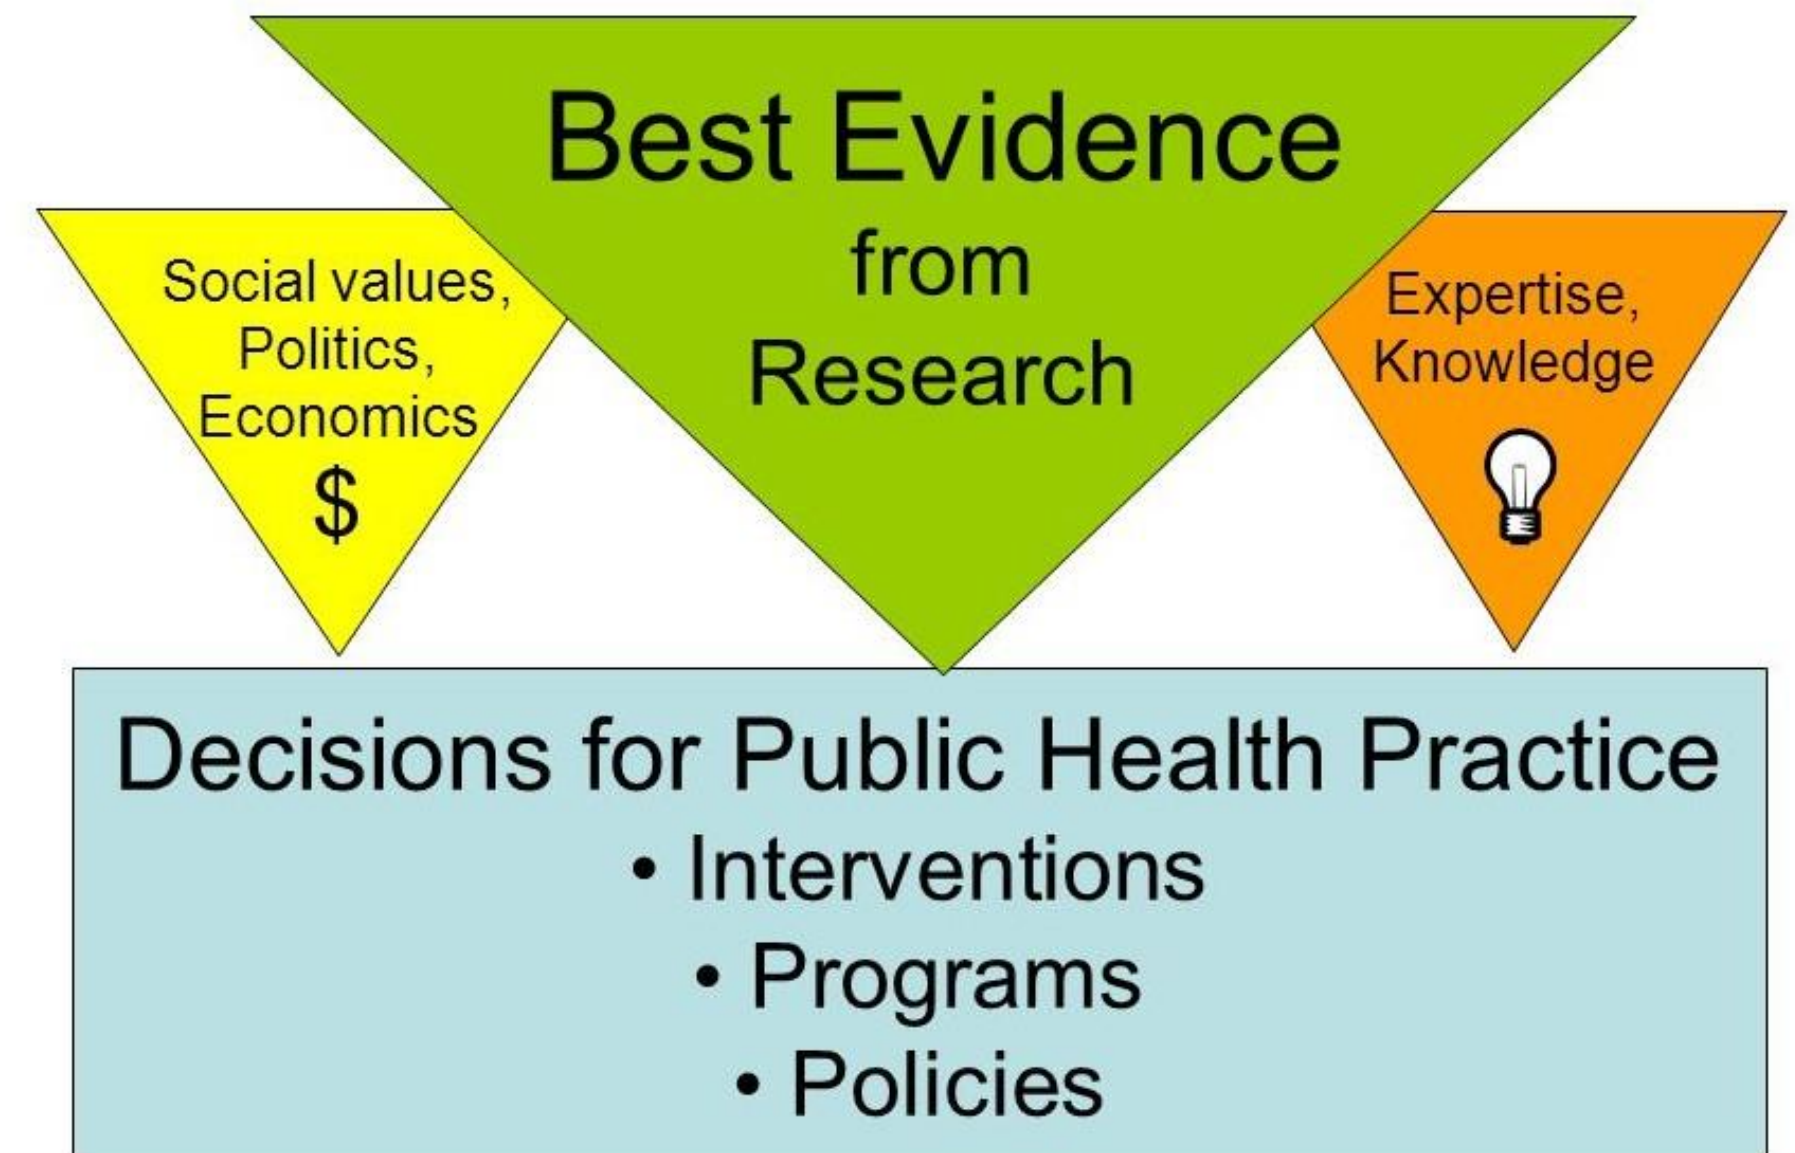 Best Evidence
from
Research
Social values,
Politics,
Economics
$
Expertise,
Knowledge
Decisions for Public Health Practice
• Interventions
• Programs
• Policies